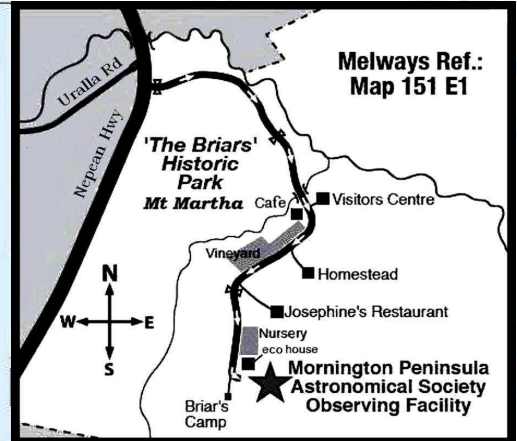 Melways Ref.:
Map 151 E1
Uralla Rd
Nepean Hwy
'The Briars'
Historic
Park
Mt Martha
Cafe
Visitors Centre
Vineyard
Homestead
Josephine's Restaurant
N
W
E
S
Nursery
eco house
Mornington Peninsula
Astronomical Society
Observing Facility
Briar's
Camp